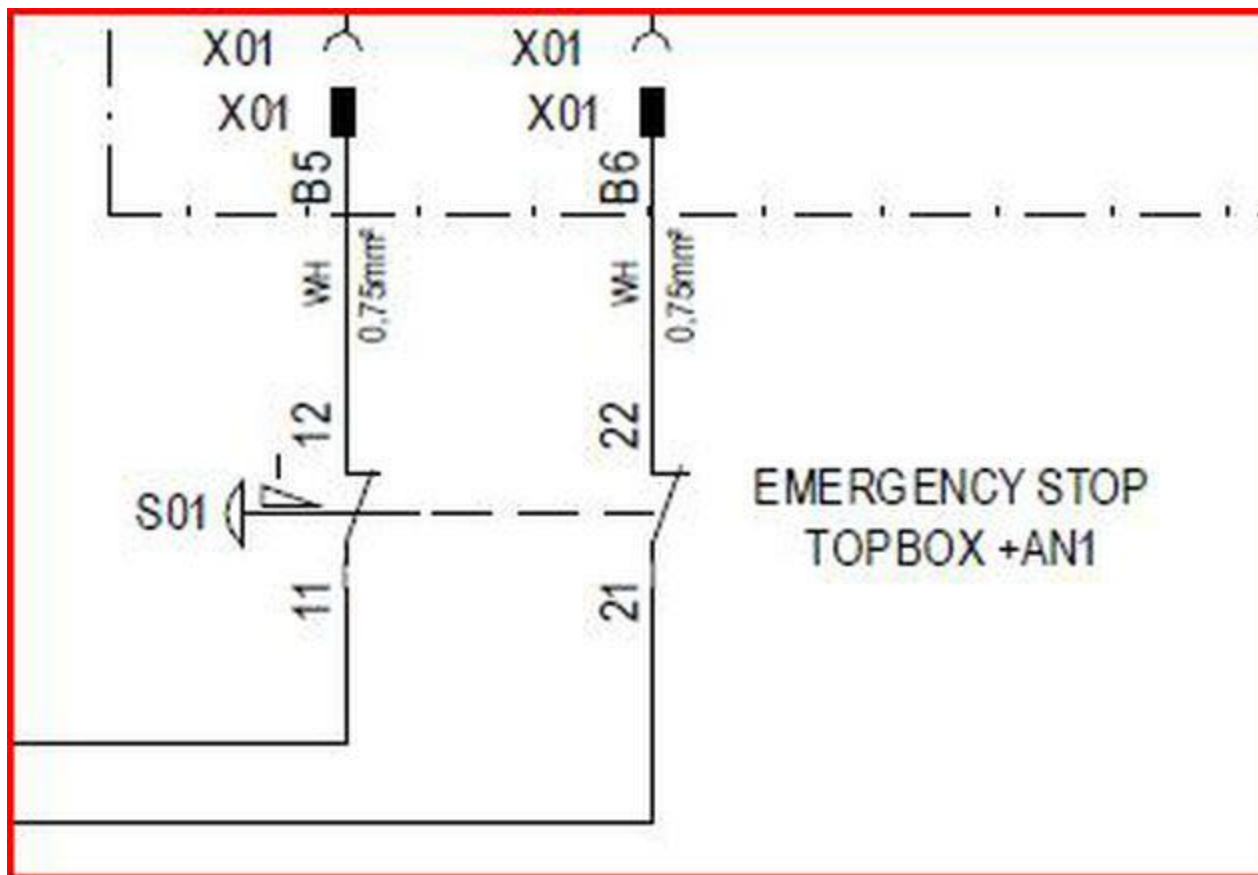 X01 X01
X01 X01
B5 B6
WH 0,75mm² WH 0,75mm²
12 22
S01
EMERGENCY STOP
TOPBOX +AN1
11 21